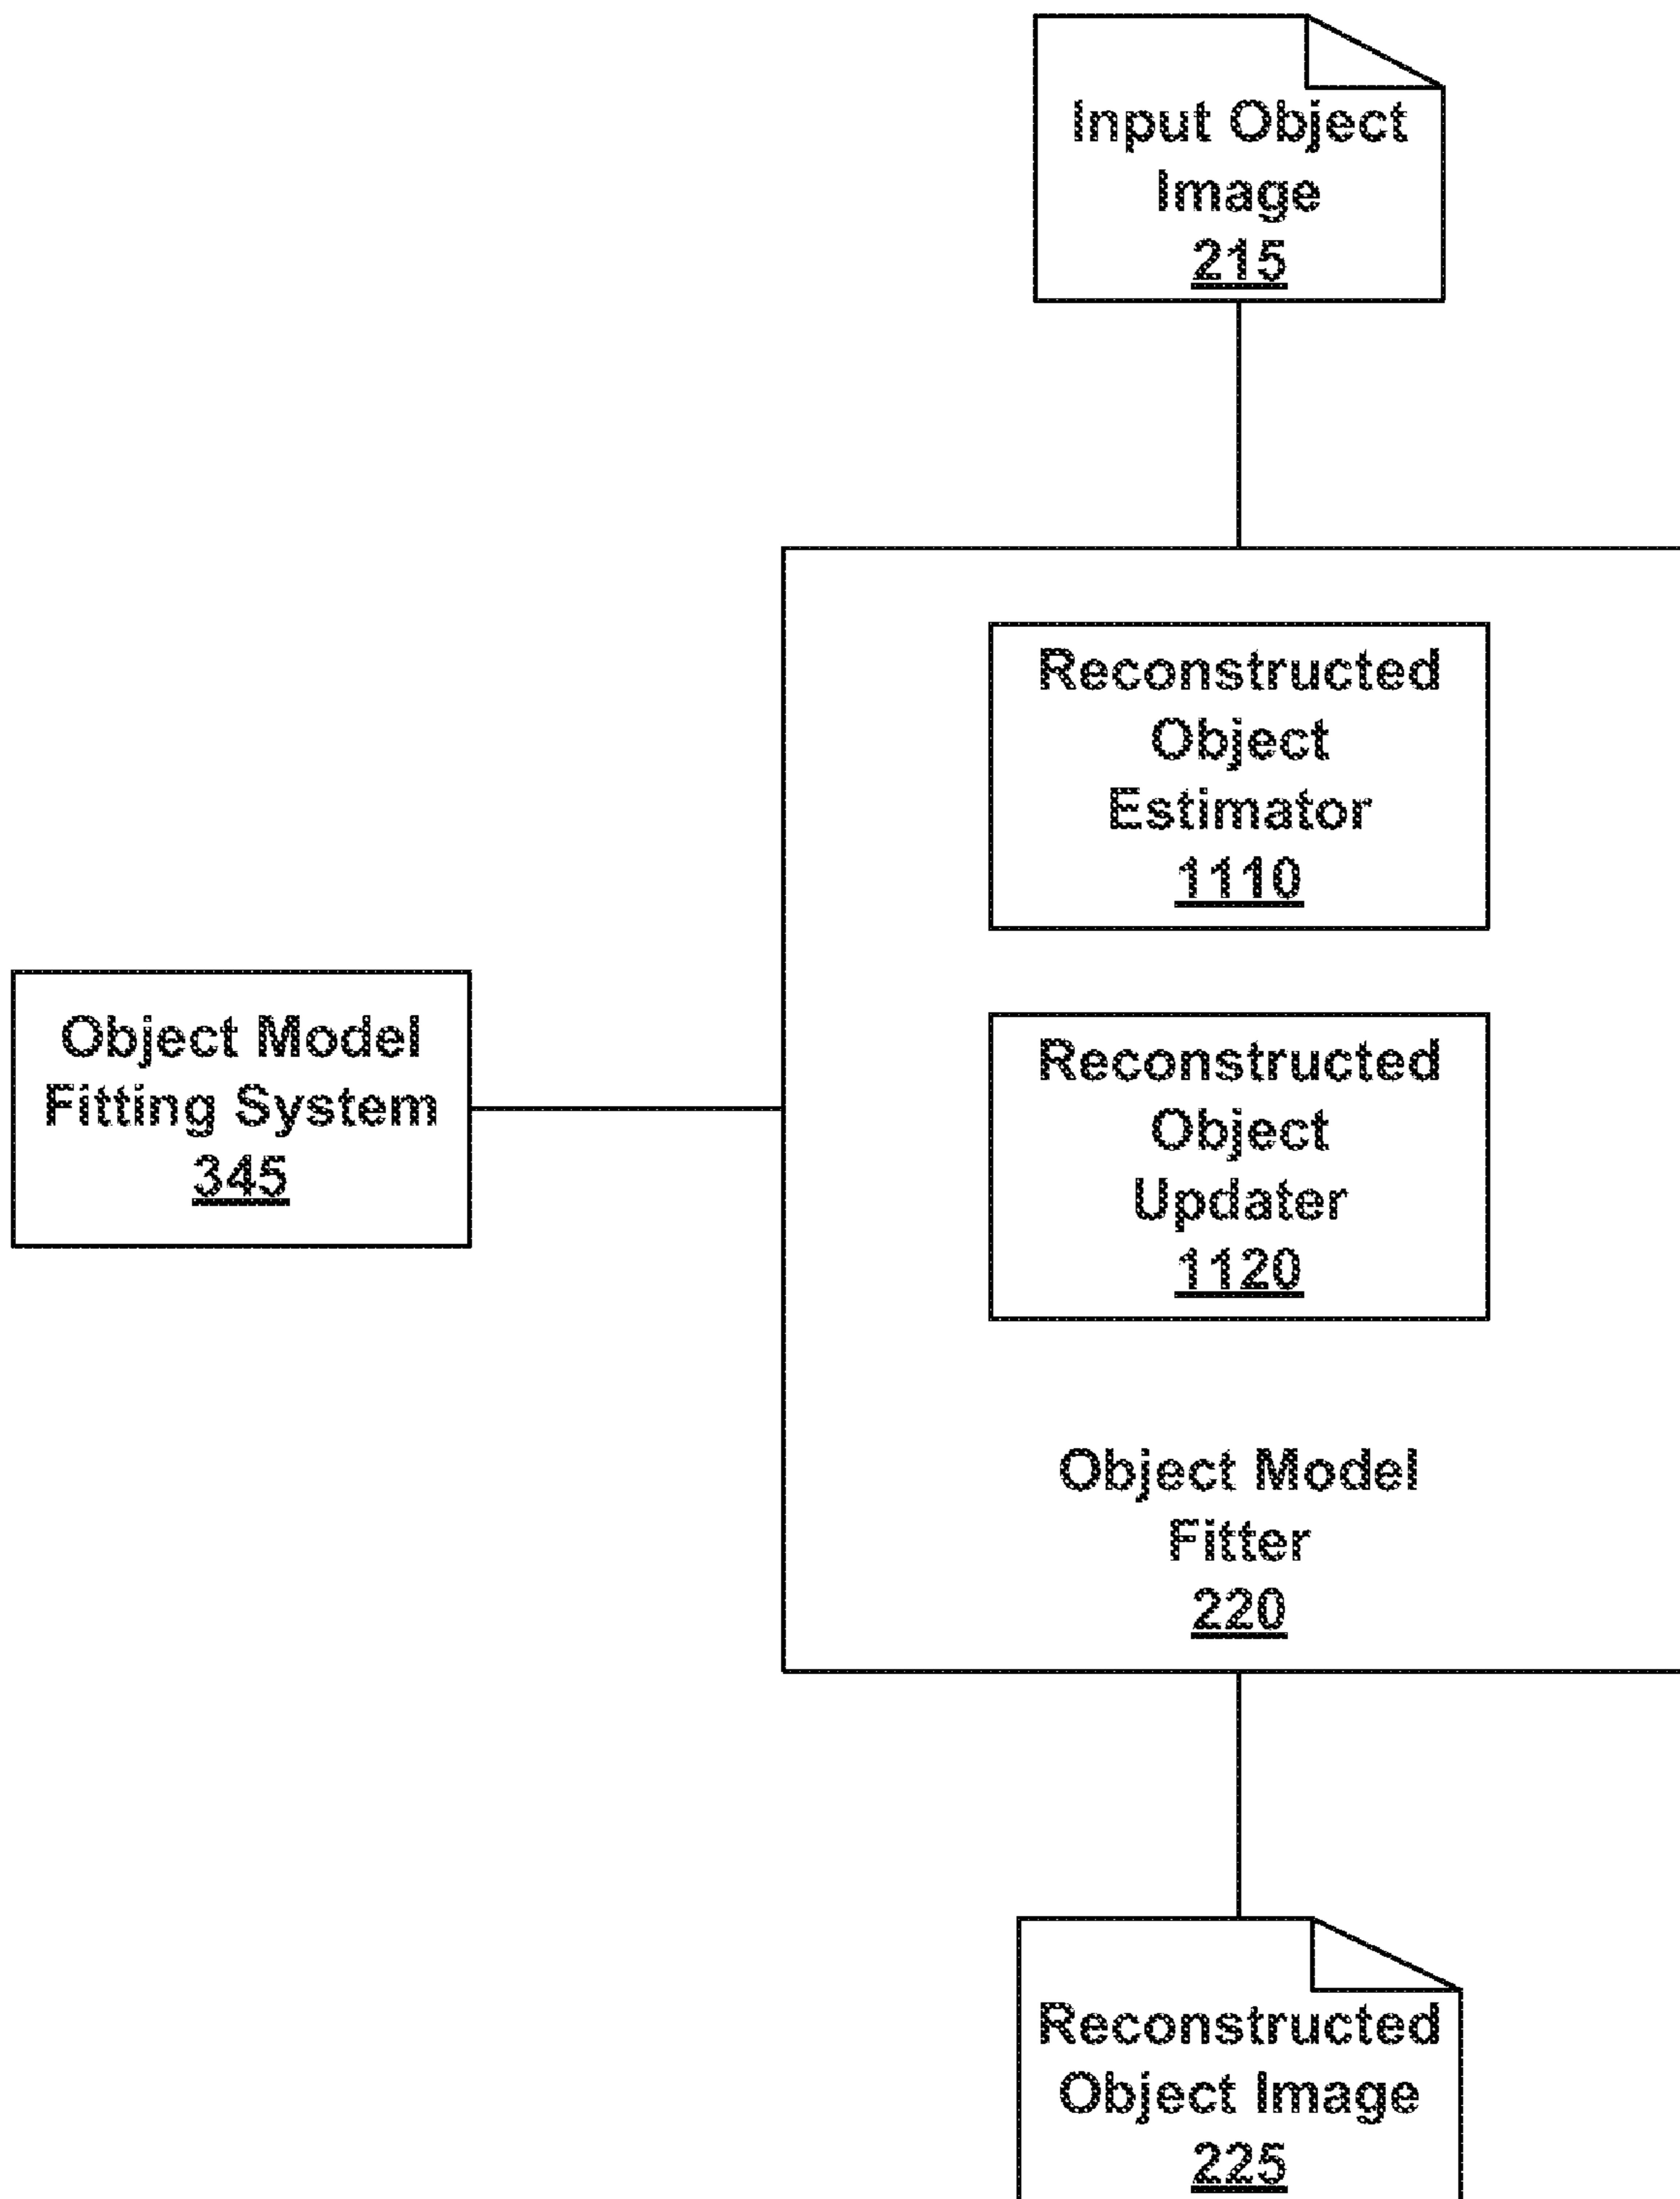 Input Object
Image
215
Reconstructed
Object
Estimator
1110
Object Model
Fitting System
345
Reconstructed
Object
Updater
1120
Object Model
Fitter
220
Reconstructed
Object Image
225